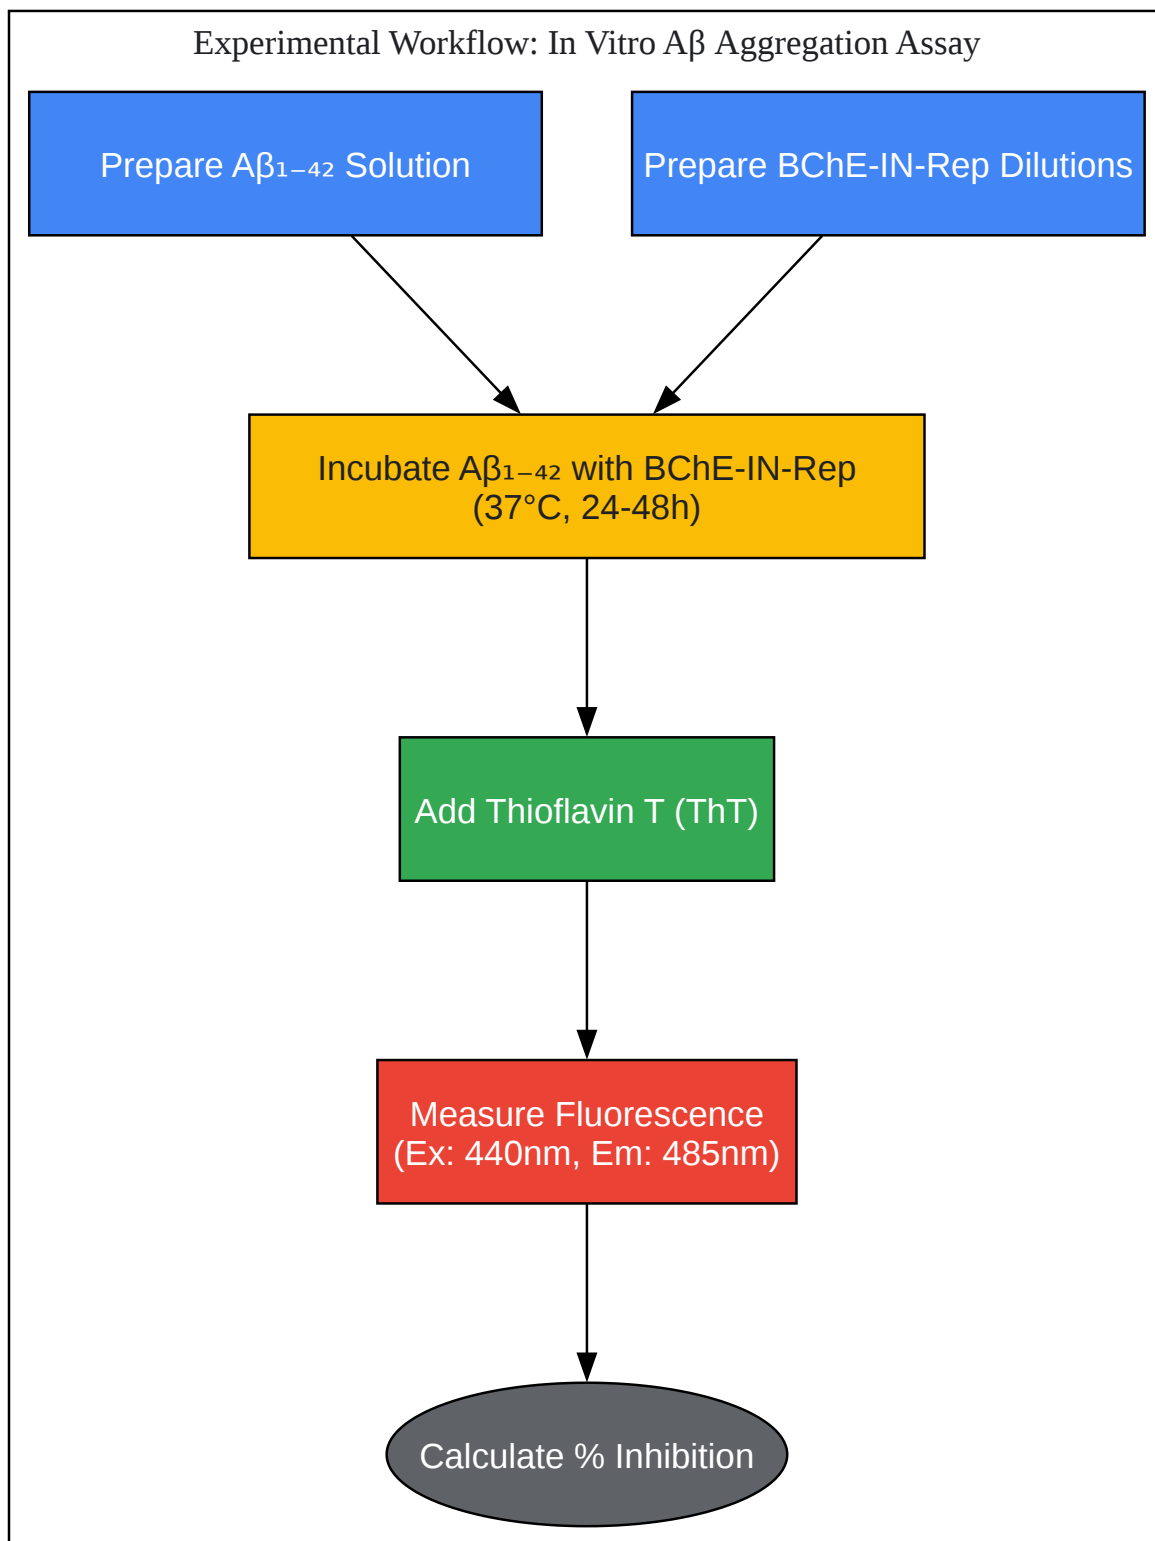 Experimental Workflow: In Vitro Aβ Aggregation Assay
Prepare Aβ₁₋₄₂ Solution
Prepare BChE-IN-Rep Dilutions
Incubate Aβ₁₋₄₂ with BChE-IN-Rep
(37°C, 24-48h)
Add Thioflavin T (ThT)
Measure Fluorescence
(Ex: 440nm, Em: 485nm)
Calculate % Inhibition